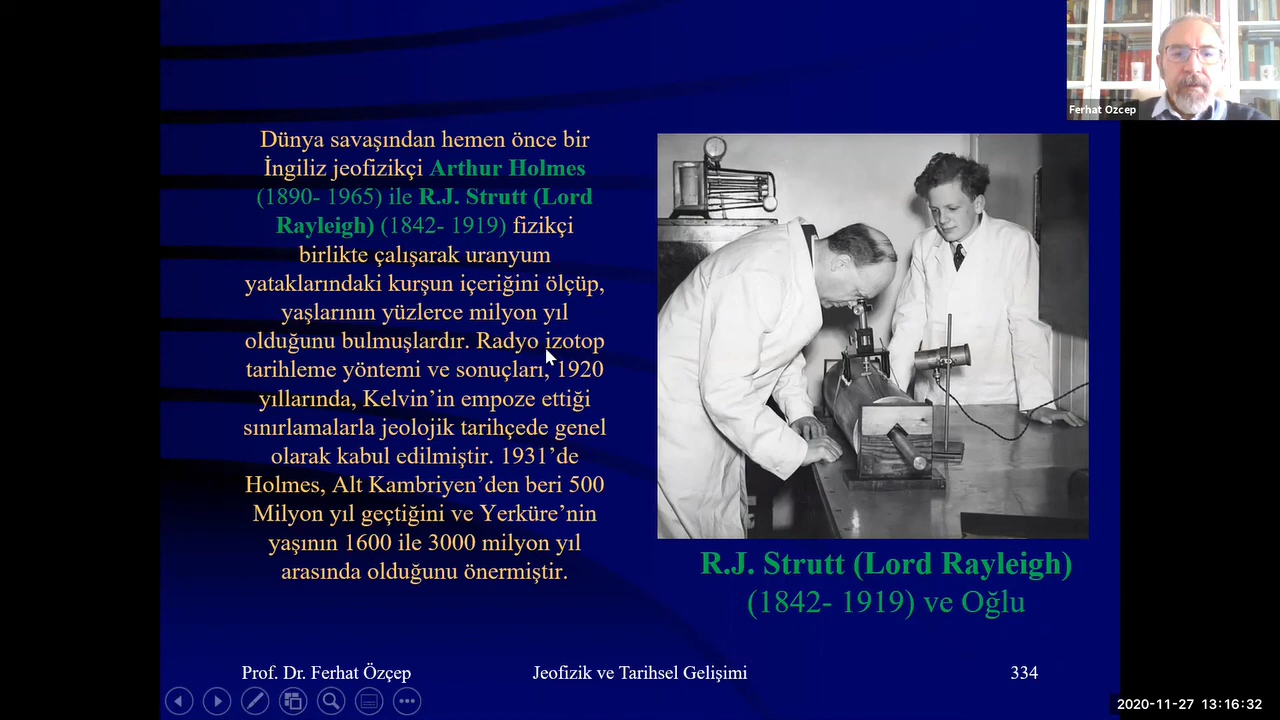 Ferhat Ozcep
Dünya savaşından hemen önce bir
İngiliz jeofizikçi Arthur Holmes
(1890- 1965) ile R.J. Strutt (Lord
Rayleigh) (1842- 1919) fizikçi
birlikte çalışarak uranyum
yataklarındaki kurşun içeriğini ölçüp,
yaşlarının yüzlerce milyon yıl
olduğunu bulmuşlardır. Radyo izotop
tarihleme yöntemi ve sonuçları, 1920
yıllarında, Kelvin’in empoze ettiği
sınırlamalarla jeolojik tarihçede genel
olarak kabul edilmiştir. 1931’de
Holmes, Alt Kambriyen’den beri 500
Milyon yıl geçtiğini ve Yerküre’nin
yaşının 1600 ile 3000 milyon yıl
arasında olduğunu önermiştir.
R.J. Strutt (Lord Rayleigh)
(1842- 1919) ve Oğlu
Prof. Dr. Ferhat Özçep
Jeofizik ve Tarihsel Gelişimi
334
2020-11-27 13:16:32